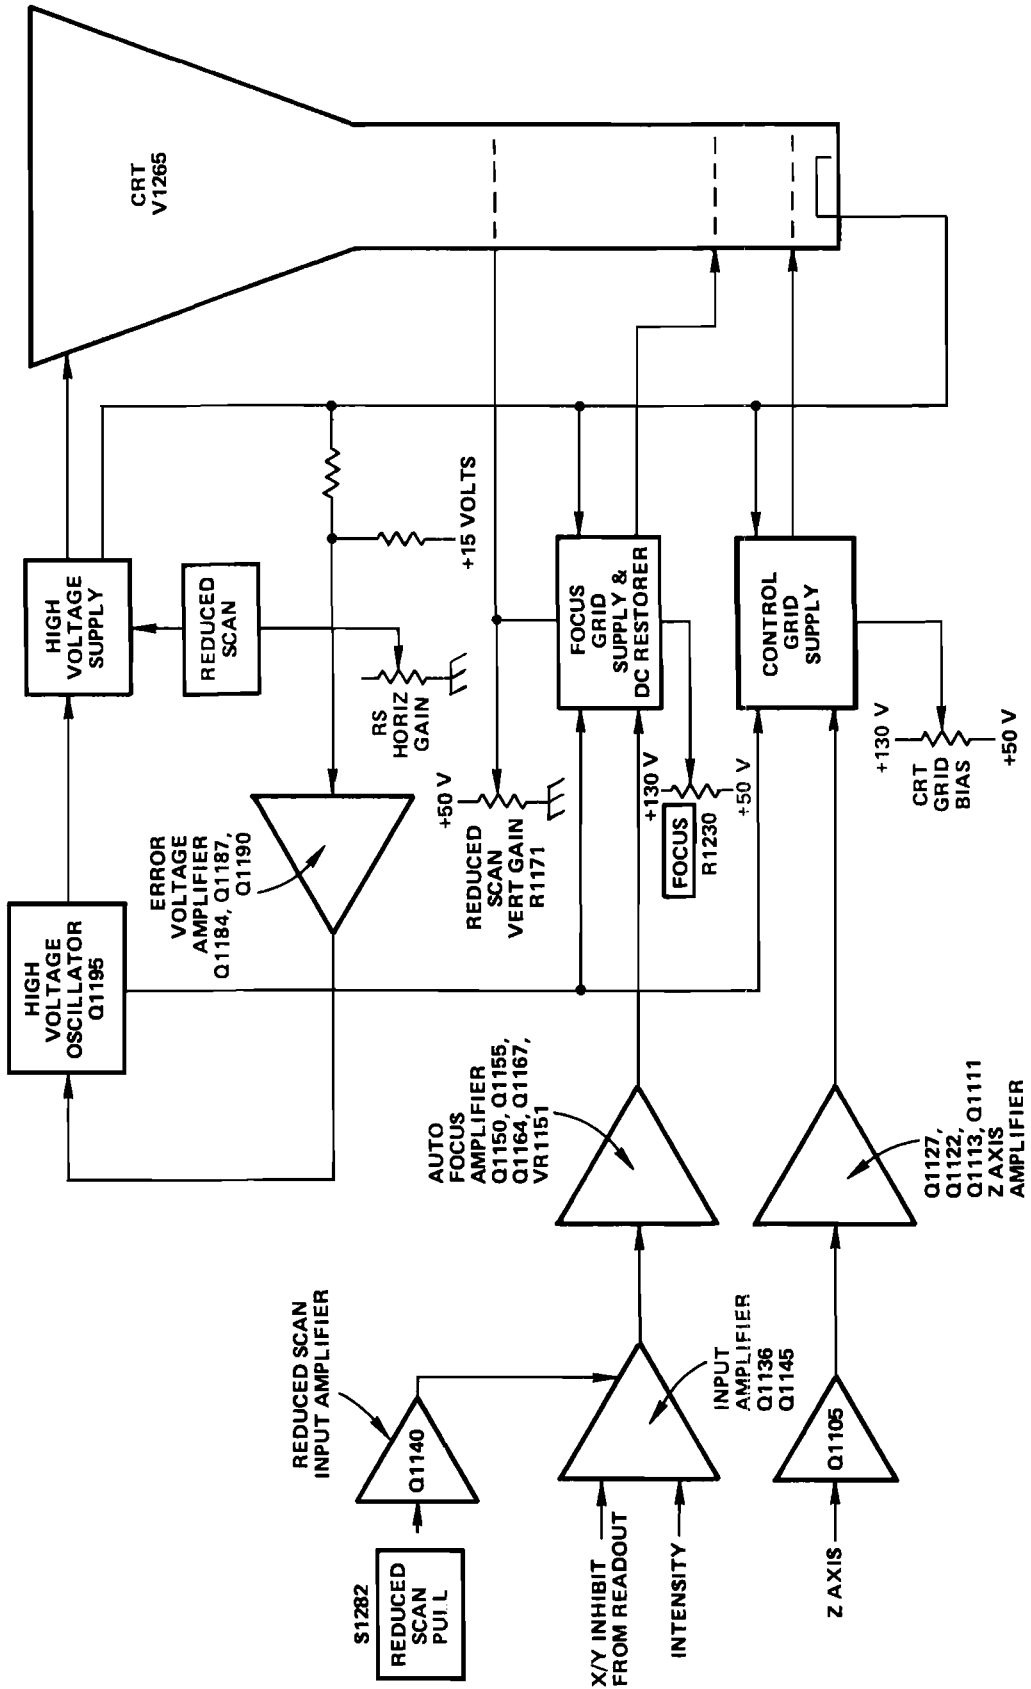 CRT
V1265
HIGH
VOLTAGE
SUPPLY
REDUCED
SCAN
RS
HORIZ
GAIN
+15 VOLTS
HIGH
VOLTAGE
OSCILLATOR
Q1195
ERROR
VOLTAGE
AMPLIFIER
Q1184, Q1187,
Q1190
+50 V
REDUCED
SCAN
VERT GAIN
R1171
FOCUS
GRID
SUPPLY &
DC RESTORER
+130 V
+50 V
FOCUS
R1230
CONTROL
GRID
SUPPLY
+130 V
+50 V
CRT
GRID
BIAS
AUTO
FOCUS
AMPLIFIER
Q1150, Q1155,
Q1164, Q1167,
VR1151
Q1127,
Q1122,
Q1113, Q1111
Z AXIS
AMPLIFIER
REDUCED SCAN
INPUT AMPLIFIER
Q1140
S1282
REDUCED
SCAN
PULL
INPUT
AMPLIFIER
Q1136
Q1145
X/Y INHIBIT
FROM READOUT
INTENSITY
Q1105
Z AXIS